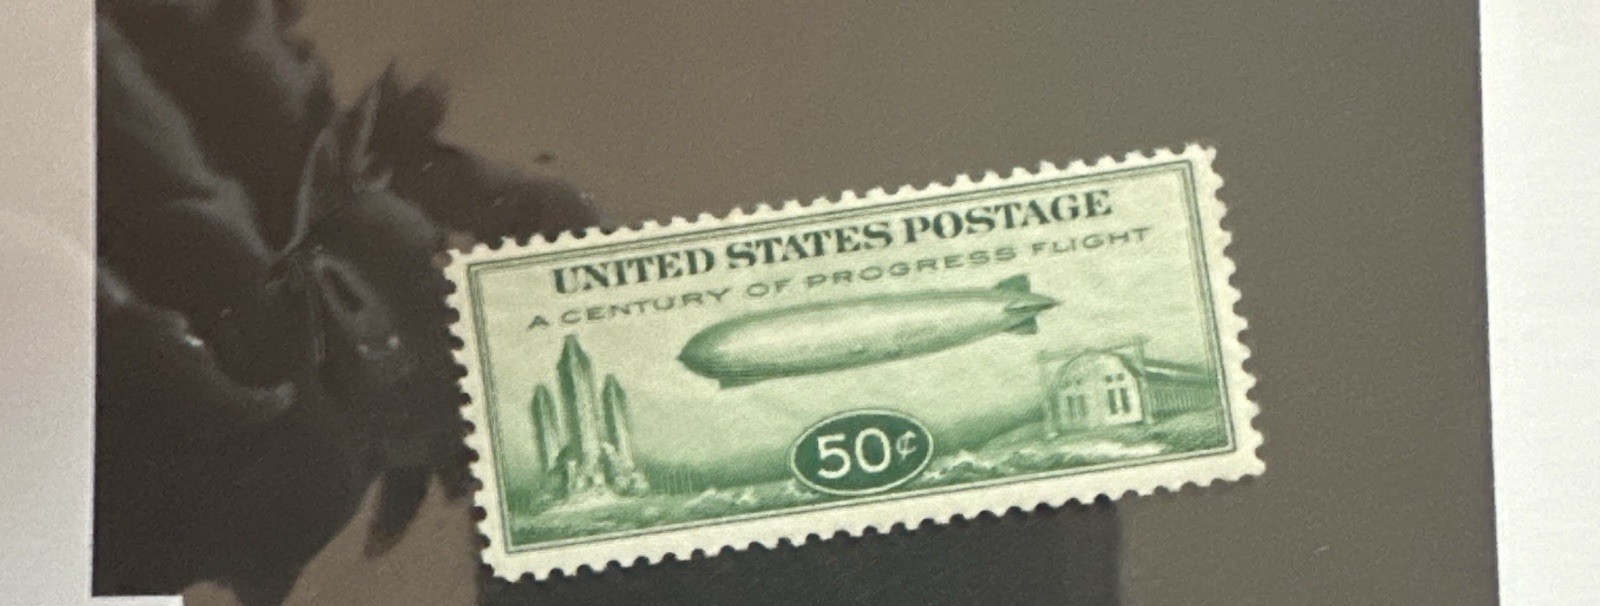 UNITED STATES POSTAGE
A CENTURY OF PROGRESS FLIGHT
50¢